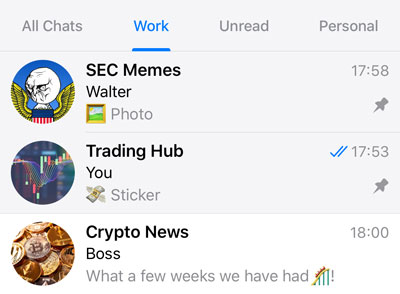 All Chats Work Unread Personal
SEC Memes 17:58
Walter
🖼 Photo
Trading Hub 17:53
You
💸 Sticker
Crypto News 18:00
Boss
What a few weeks we have had 🎢!